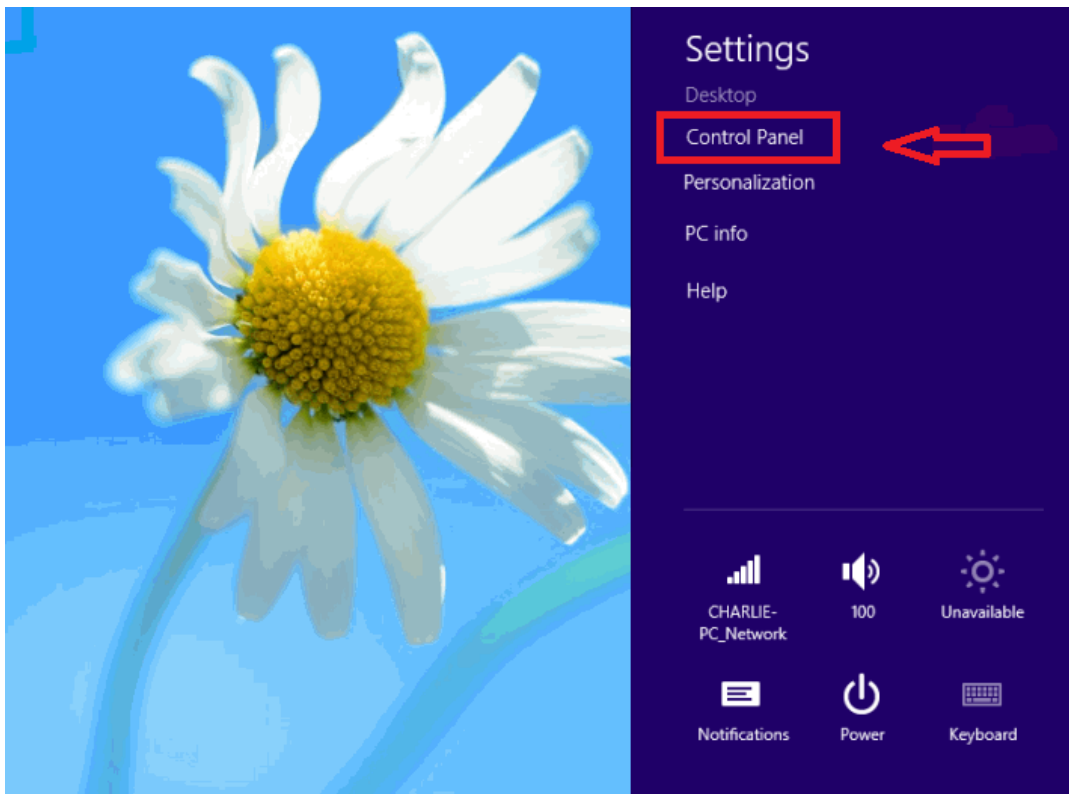 Settings
Desktop
Control Panel
Personalization
PC info
Help
CHARLIE-
PC_Network
100
Unavailable
Notifications
Power
Keyboard